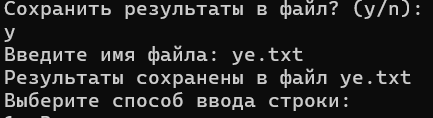 Сохранить результаты в файл? (y/n):
y
Введите имя файла: ye.txt
Результаты сохранены в файл ye.txt
Выберите способ ввода строки: